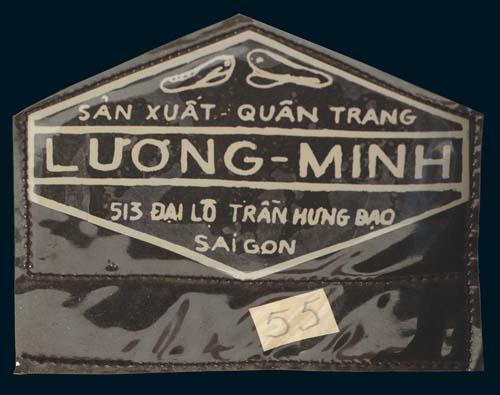 SẢN XUẤT - QUÂN TRANG
LƯƠNG-MINH
513 ĐẠI LỘ TRẦN HƯNG ĐẠO
SAIGON
55